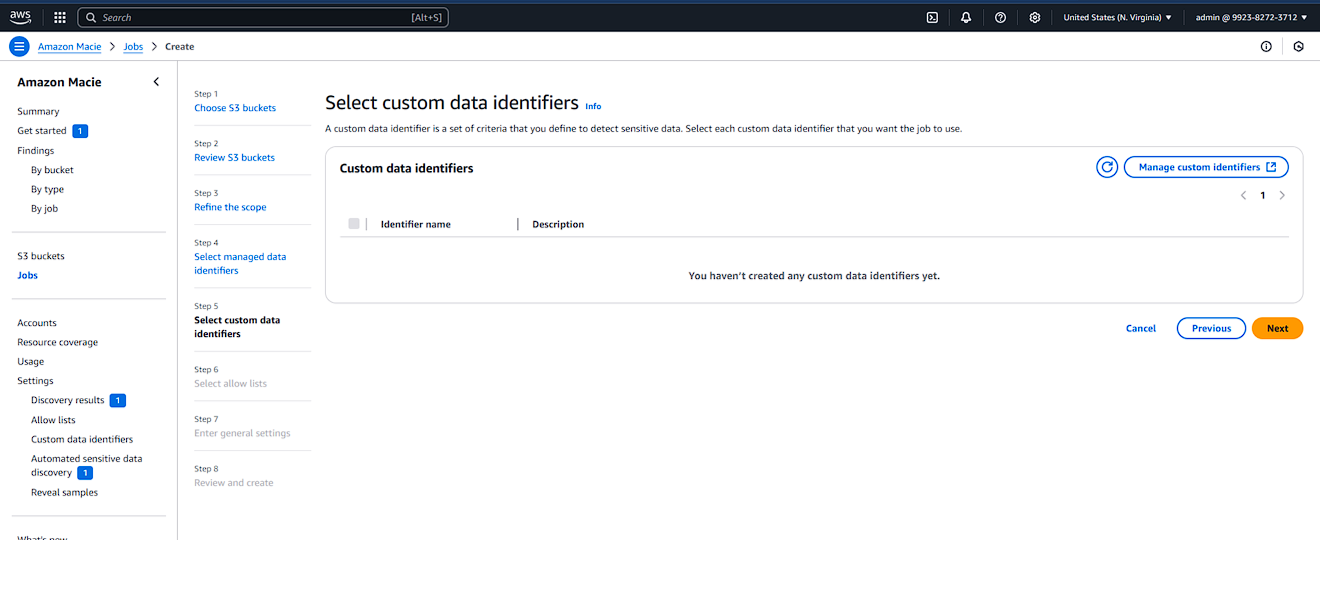 aws
Search
[Alt+S]
United States (N. Virginia)
admin @ 9923-8272-3712
Amazon Macie
Jobs
Create
Amazon Macie
Summary
Get started 1
Findings
By bucket
By type
By job
S3 buckets
Jobs
Accounts
Resource coverage
Usage
Settings
Discovery results 1
Allow lists
Custom data identifiers
Automated sensitive data
discovery 1
Reveal samples
What's new
Step 1
Choose S3 buckets
Step 2
Review S3 buckets
Step 3
Refine the scope
Step 4
Select managed data
identifiers
Step 5
Select custom data
identifiers
Step 6
Select allow lists
Step 7
Enter general settings
Step 8
Review and create
Select custom data identifiers Info
A custom data identifier is a set of criteria that you define to detect sensitive data. Select each custom data identifier that you want the job to use.
Custom data identifiers
Manage custom identifiers
1
Identifier name
Description
You haven't created any custom data identifiers yet.
Cancel
Previous
Next